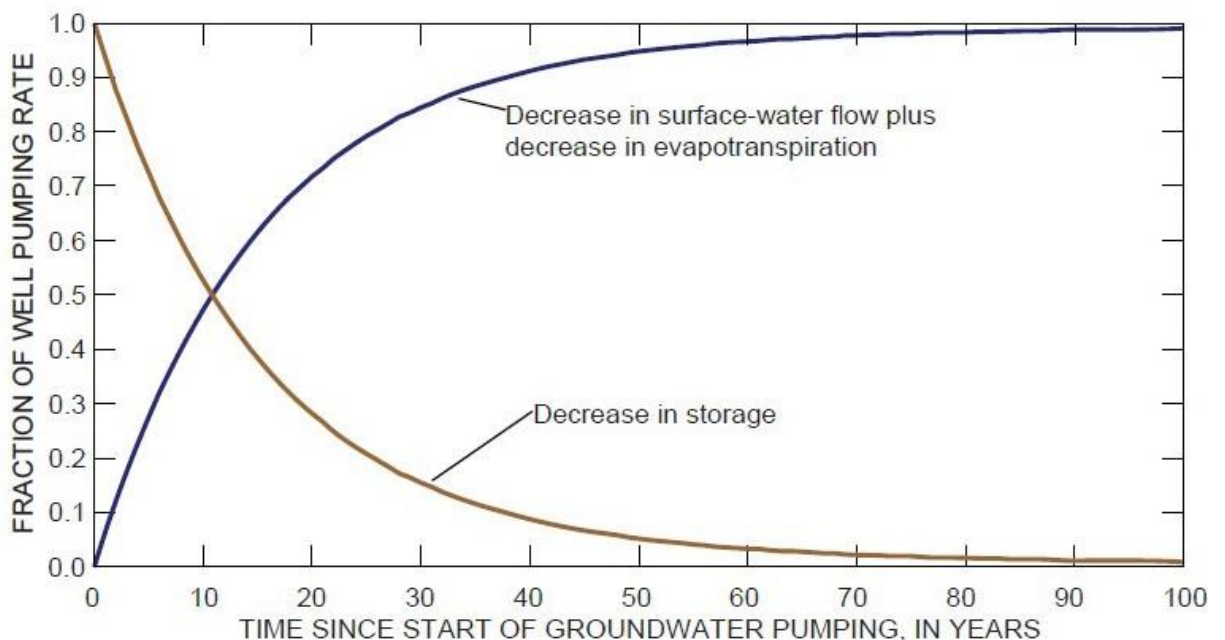 FRACTION OF WELL PUMPING RATE
1.0
0.9
0.8
0.7
0.6
0.5
0.4
0.3
0.2
0.1
0.0
Decrease in surface-water flow plus
decrease in evapotranspiration
Decrease in storage
0 10 20 30 40 50 60 70 80 90 100
TIME SINCE START OF GROUNDWATER PUMPING, IN YEARS